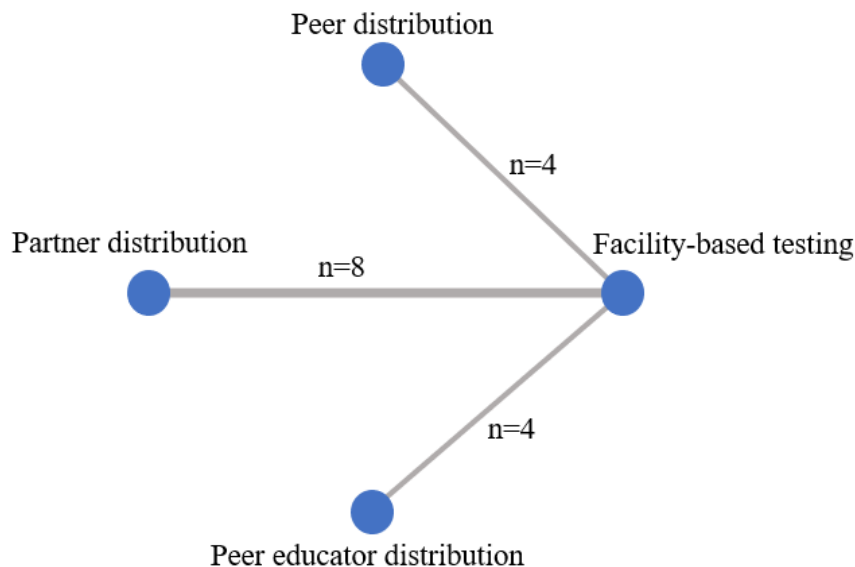 Peer distribution
n=4
Partner distribution
Facility-based testing
n=8
n=4
Peer educator distribution